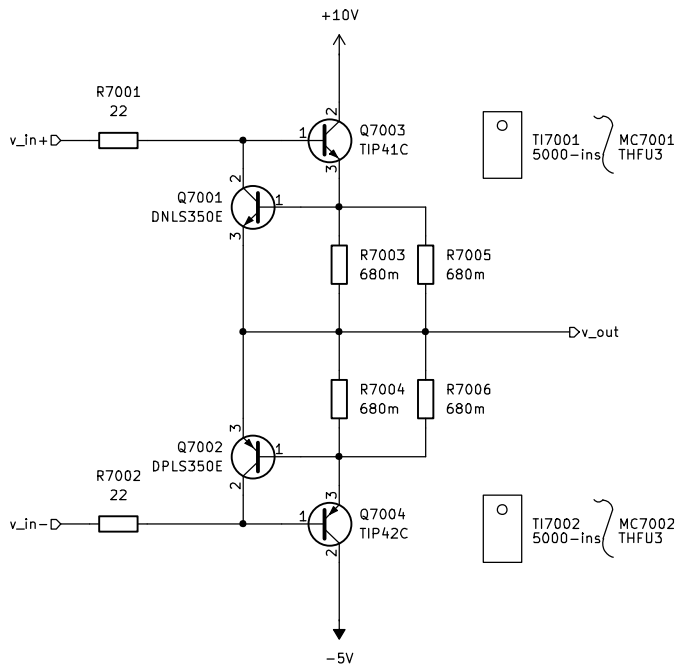 +10V
R7001
22
v_in+
1
2
3
Q7003
TIP41C
TI7001
5000-ins
MC7001
THFU3
Q7001
DNLS350E
2
1
3
R7003
680m
R7005
680m
v_out
R7004
680m
R7006
680m
Q7002
DPLS350E
3
1
2
R7002
22
v_in-
1
3
2
Q7004
TIP42C
TI7002
5000-ins
MC7002
THFU3
-5V